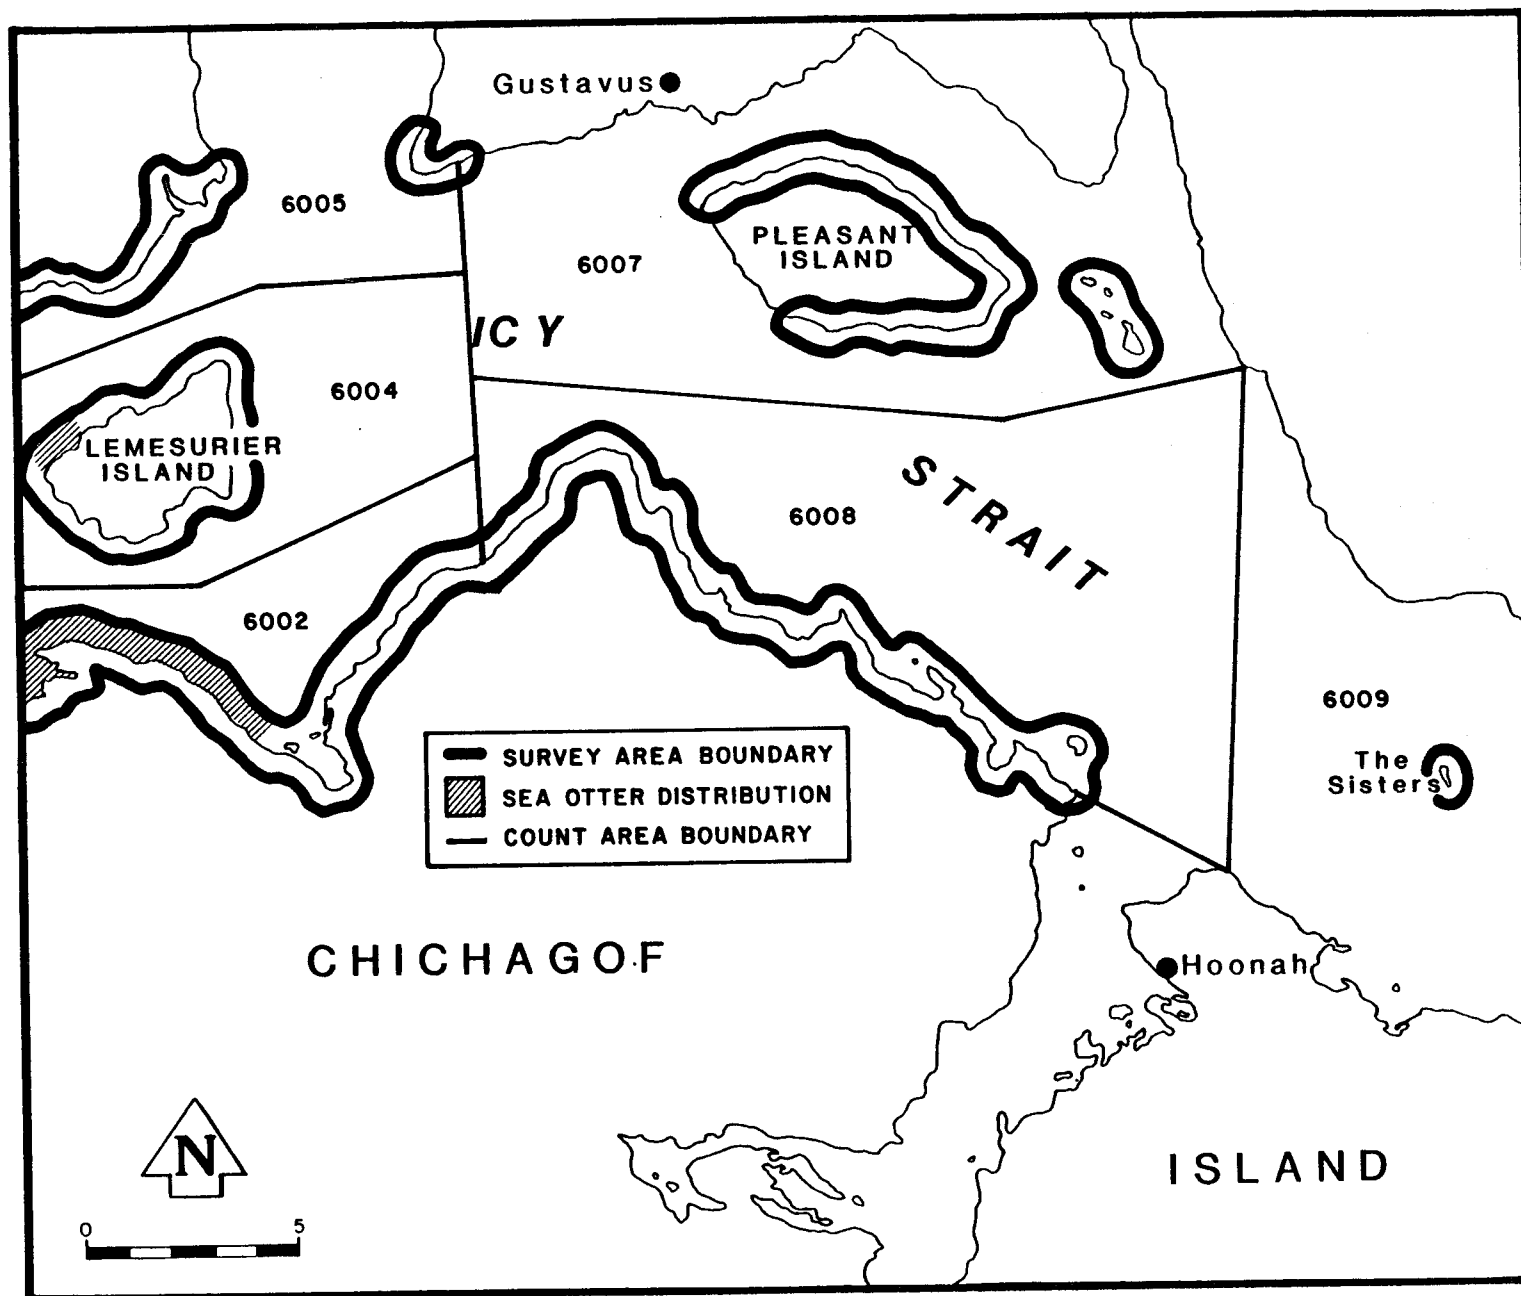 Gustavus
6005
PLEASANT
ISLAND
6007
ICY
6004
LEMESURIER
ISLAND
STRAIT
6008
6002
6009
The
Sisters
SURVEY AREA BOUNDARY
SEA OTTER DISTRIBUTION
COUNT AREA BOUNDARY
CHICHAGOF
Hoonah
N
ISLAND
0 5